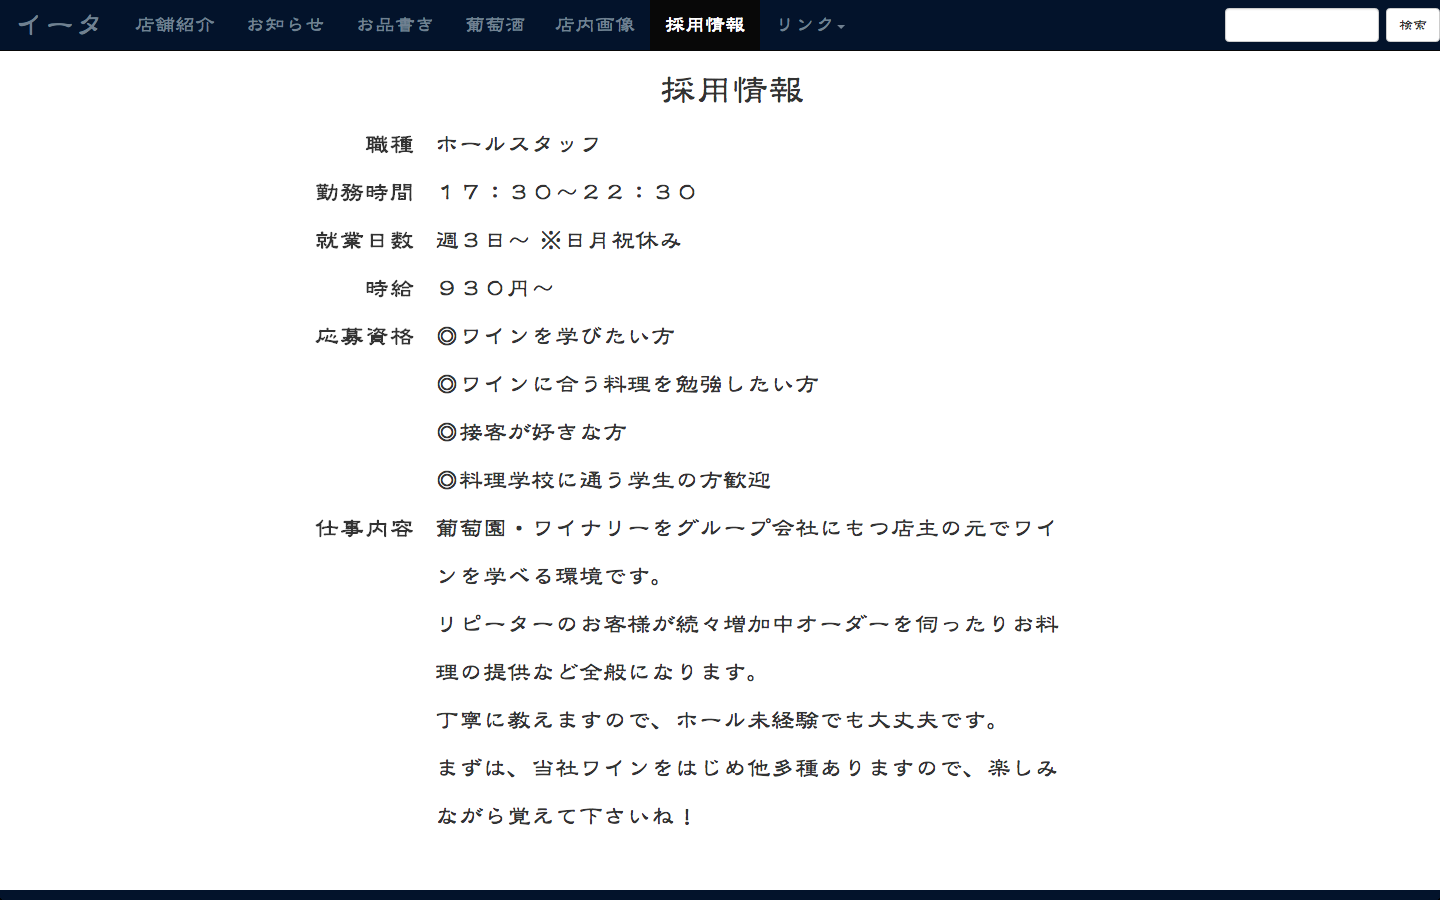 イータ 店舗紹介 お知らせ お品書き 葡萄酒 店内画像 採用情報 リンク 検索
採用情報
職種 ホールスタッフ
勤務時間 １７：３０〜２２：３０
就業日数 週３日〜 ※日月祝休み
時給 ９３０円〜
応募資格 ◎ワインを学びたい方
◎ワインに合う料理を勉強したい方
◎接客が好きな方
◎料理学校に通う学生の方歓迎
仕事内容 葡萄園・ワイナリーをグループ会社にもつ店主の元でワイ
ンを学べる環境です。
リピーターのお客様が続々増加中オーダーを伺ったりお料
理の提供など全般になります。
丁寧に教えますので、ホール未経験でも大丈夫です。
まずは、当社ワインをはじめ他多種ありますので、楽しみ
ながら覚えて下さいね！